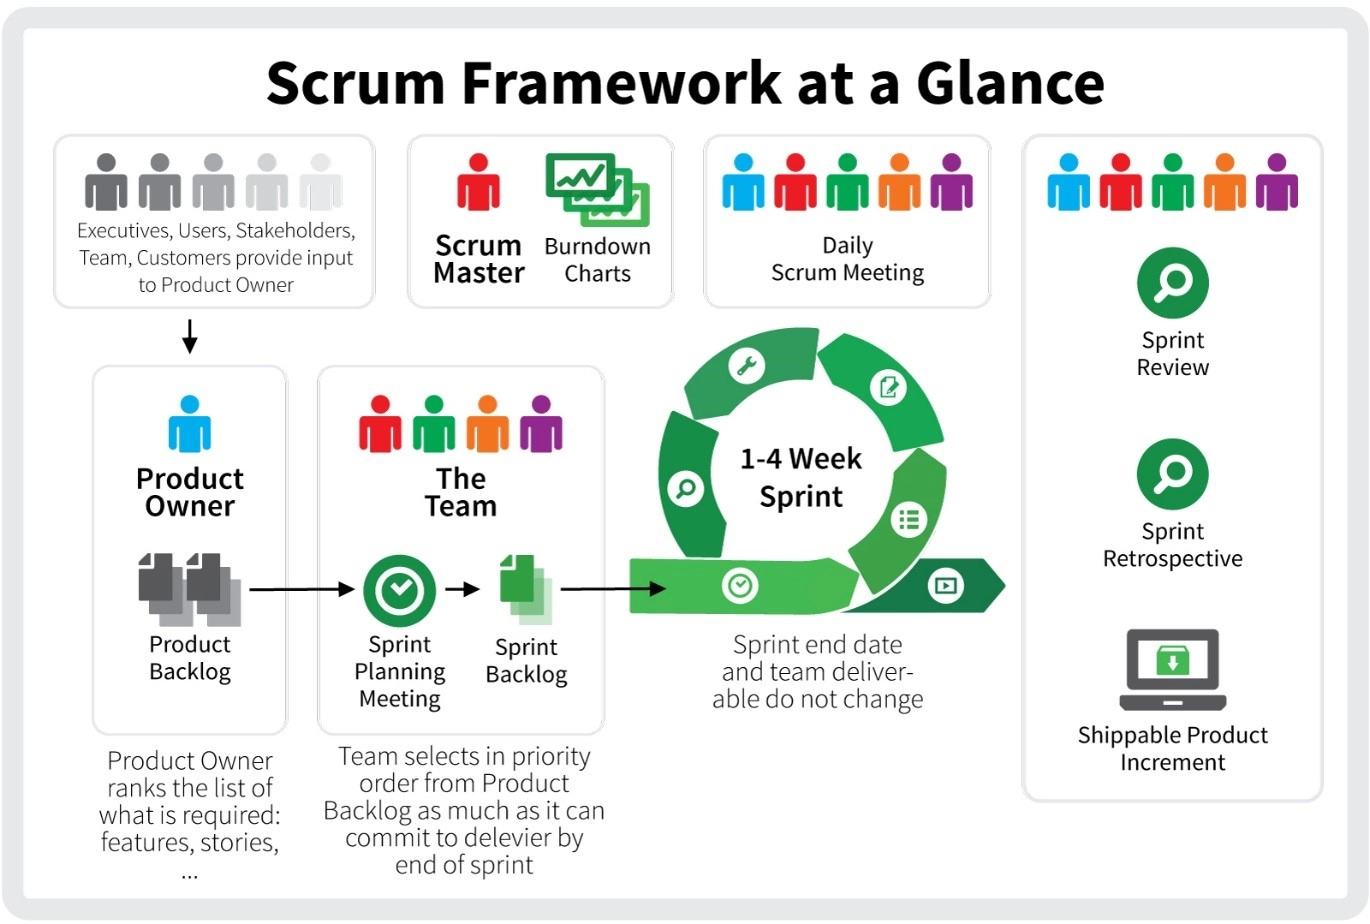 Scrum Framework at a Glance
Executives, Users, Stakeholders,
Team, Customers provide input
to Product Owner
Scrum
Master
Burndown
Charts
Daily
Scrum Meeting
Sprint
Review
Sprint
Retrospective
Shippable Product
Increment
Product
Owner
Product
Backlog
Product Owner
ranks the list of
what is required:
features, stories,
...
The
Team
Sprint
Planning
Meeting
Sprint
Backlog
Team selects in priority
order from Product
Backlog as much as it can
commit to delevier by
end of sprint
1-4 Week
Sprint
Sprint end date
and team deliver-
able do not change